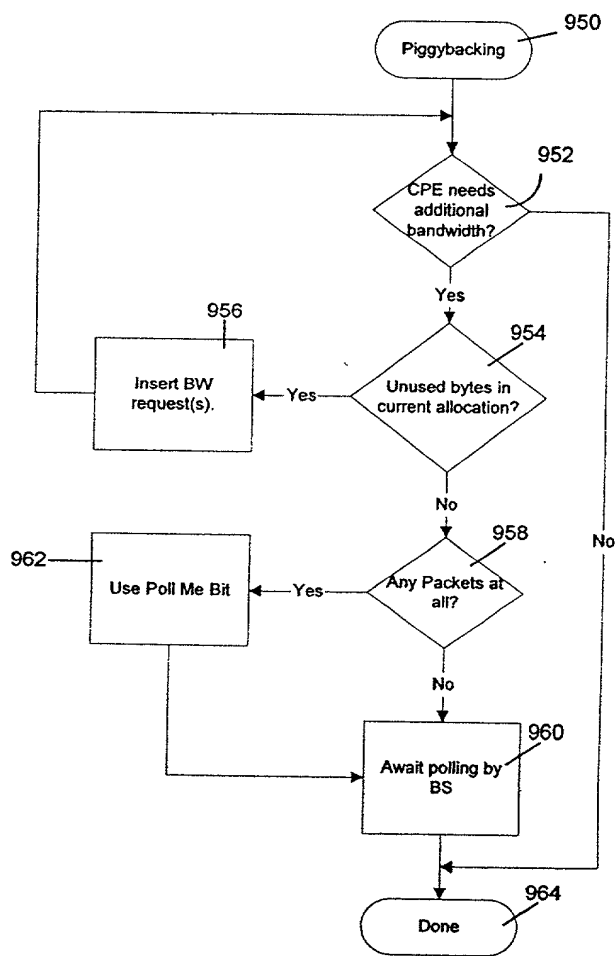 950
Piggybacking
952
CPE needs
additional
bandwidth?
Yes
956
954
Insert BW
request(s).
Yes
Unused bytes in
current allocation?
No
958
No
962
Use Poll Me Bit
Yes
Any Packets at
all?
No
960
Await polling by
BS
964
Done